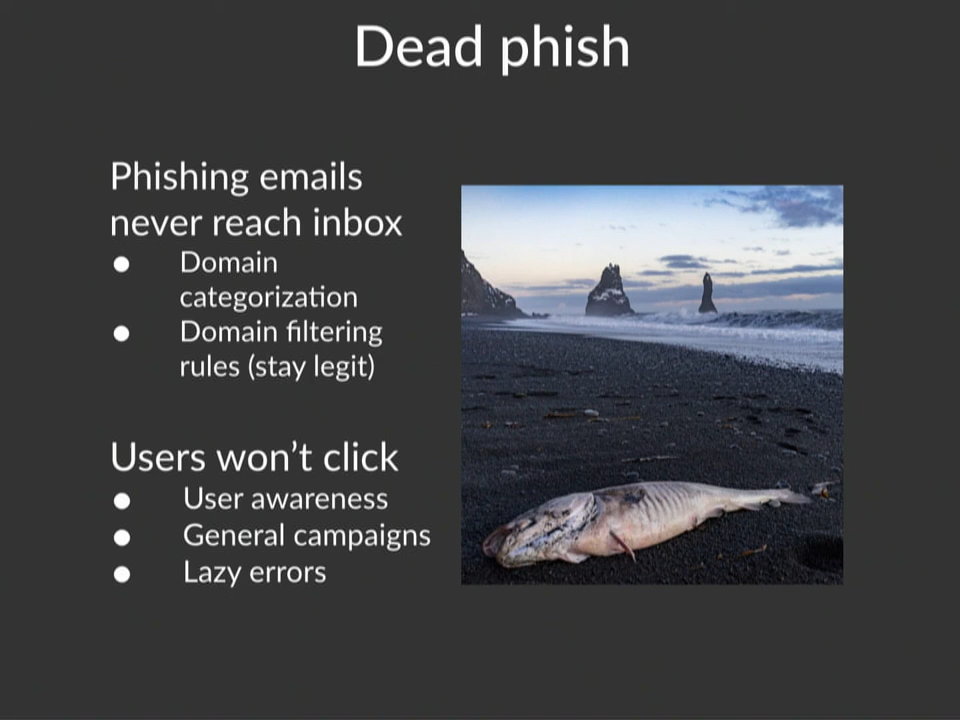 Dead phish
Phishing emails
never reach inbox
● Domain
categorization
● Domain filtering
rules (stay legit)
Users won’t click
● User awareness
● General campaigns
● Lazy errors